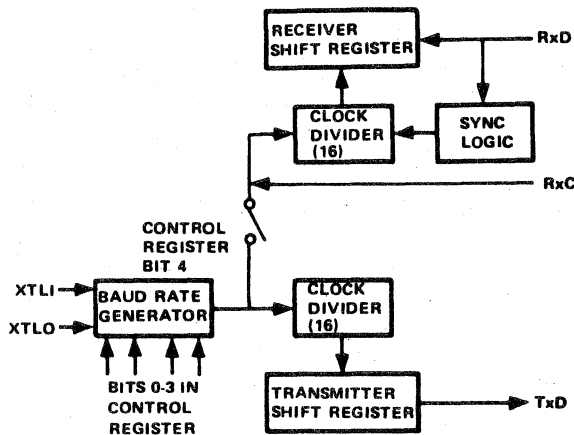 RECEIVER
SHIFT REGISTER
RxD
CLOCK
DIVIDER
(16)
SYNC
LOGIC
RxC
CONTROL
REGISTER
BIT 4
XTLI
XTLO
BAUD RATE
GENERATOR
CLOCK
DIVIDER
(16)
BITS 0-3 IN
CONTROL
REGISTER
TRANSMITTER
SHIFT REGISTER
TxD